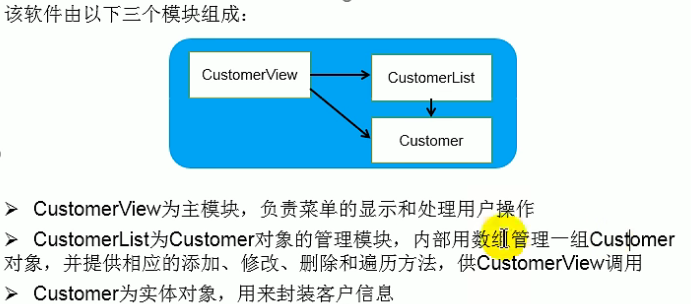 该软件由以下三个模块组成：
CustomerView
CustomerList
Customer
➢ CustomerView为主模块，负责菜单的显示和处理用户操作
➢ CustomerList为Customer对象的管理模块，内部用数组管理一组Customer
对象，并提供相应的添加、修改、删除和遍历方法，供CustomerView调用
➢ Customer为实体对象，用来封装客户信息